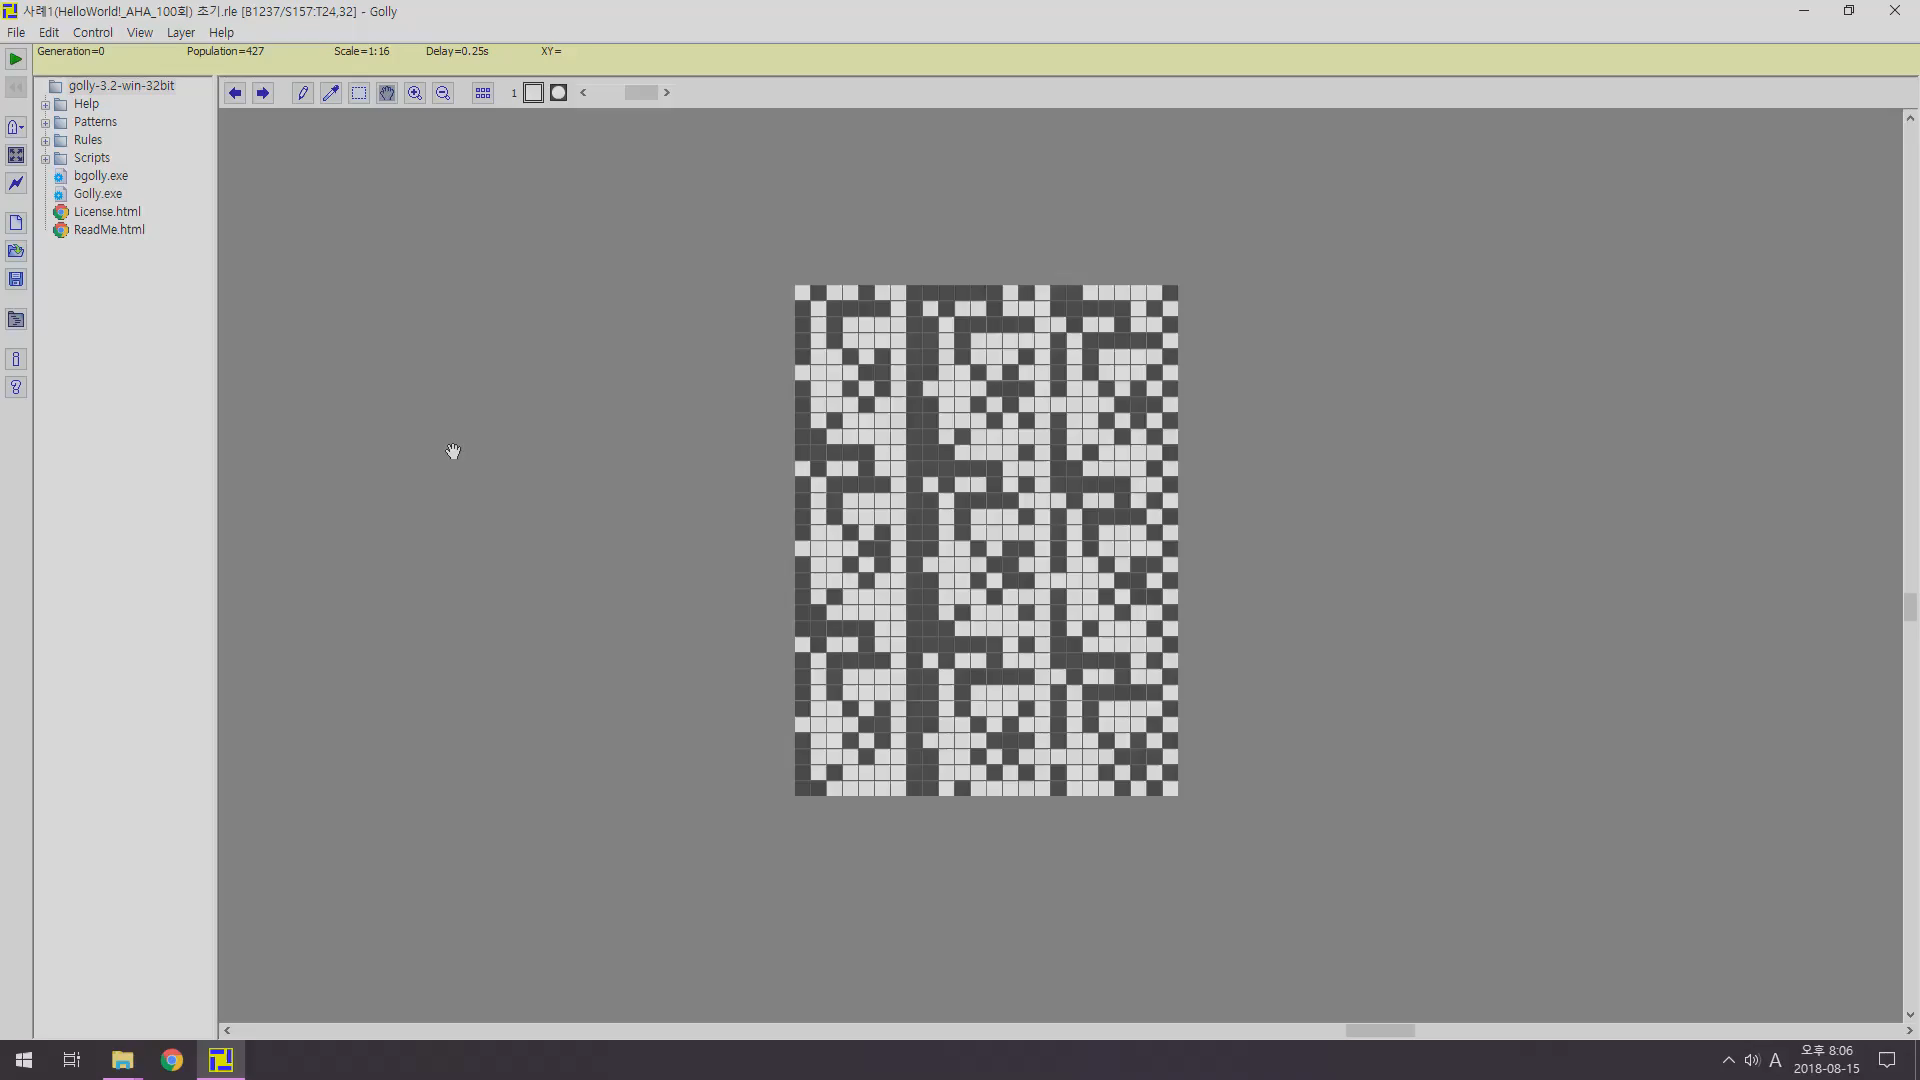 사례1(HelloWorld!_AHA_100회) 초기.rle [B1237/S157:T24,32] - Golly
File Edit Control View Layer Help
Generation=0 Population=427 Scale=1:16 Delay=0.25s XY=
golly-3.2-win-32bit
Help
Patterns
Rules
Scripts
bgolly.exe
Golly.exe
License.html
ReadMe.html
1
A
오후 8:06
2018-08-15